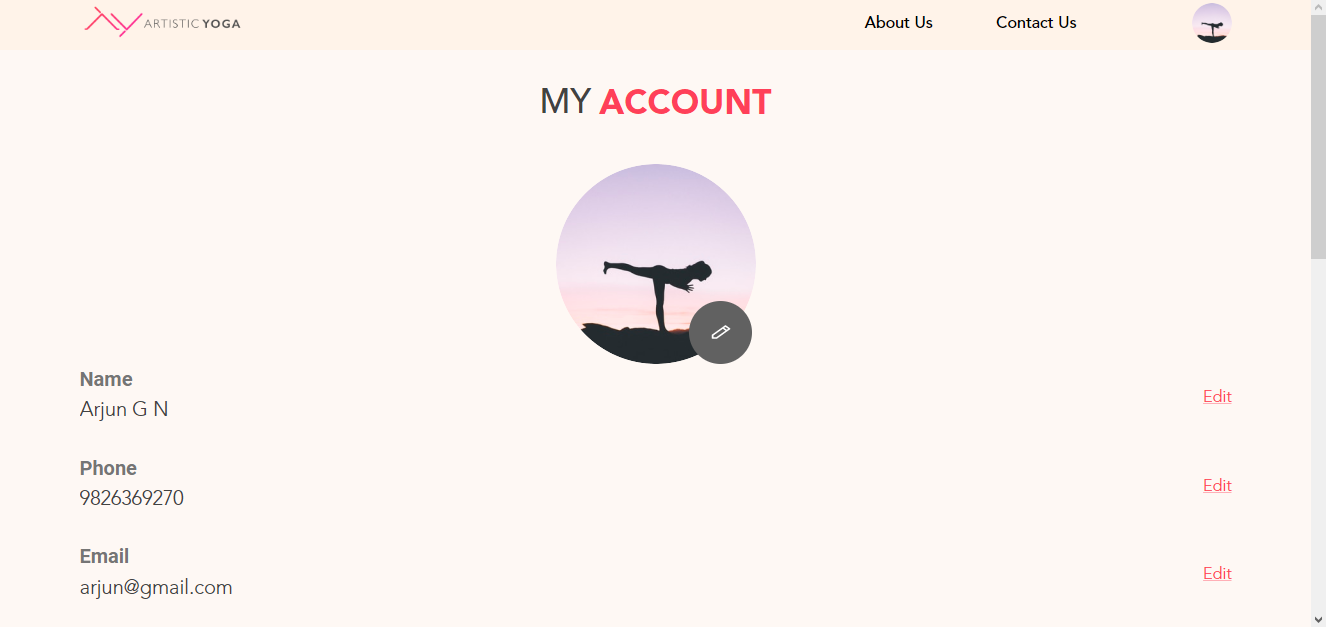 ARTISTIC YOGA
About Us
Contact Us
MY ACCOUNT
Name
Arjun G N
Edit
Phone
9826369270
Edit
Email
arjun@gmail.com
Edit